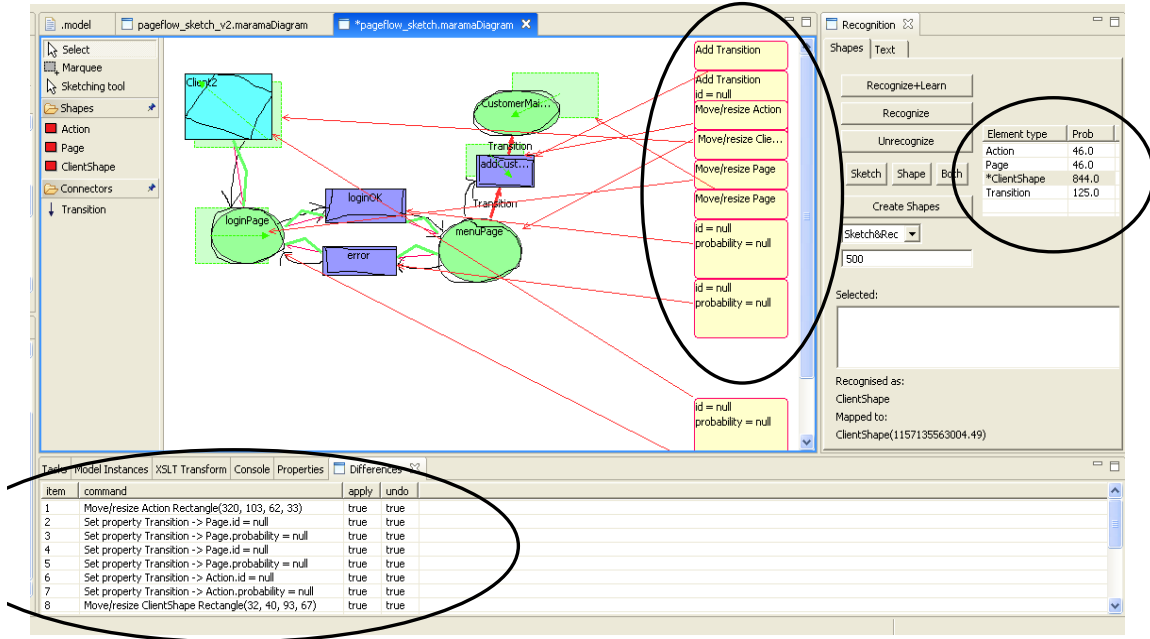 .model
pageflow_sketch_v2.maramaDiagram
*pageflow_sketch.maramaDiagram
Select
Marquee
Sketching tool
Shapes
Action
Page
ClientShape
Connectors
Transition
Client2
CustomerMai...
Transition
addCust...
Transition
loginOK
loginPage
menuPage
error
Add Transition
Add Transition
id = null
Move/resize Action
Move/resize Clie...
Move/resize Page
Move/resize Page
id = null
probability = null
id = null
probability = null
id = null
probability = null
Recognition
Shapes Text
Recognize+Learn
Recognize
Unrecognize
Sketch Shape Both
Create Shapes
Sketch&Rec
500
Element type Prob
Action 46.0
Page 46.0
*ClientShape 844.0
Transition 125.0
Selected:
Recognised as:
ClientShape
Mapped to:
ClientShape(1157135563004.49)
Tasks Model Instances XSLT Transform Console Properties Differences
item command apply undo
1 Move/resize Action Rectangle(320, 103, 62, 33) true true
2 Set property Transition -> Page.id = null true true
3 Set property Transition -> Page.probability = null true true
4 Set property Transition -> Page.id = null true true
5 Set property Transition -> Page.probability = null true true
6 Set property Transition -> Action.id = null true true
7 Set property Transition -> Action.probability = null true true
8 Move/resize ClientShape Rectangle(32, 40, 93, 67) true true